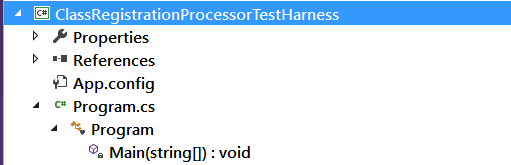 C# ClassRegistrationProcessorTestHarness
Properties
References
App.config
C# Program.cs
Program
Main(string[]) : void